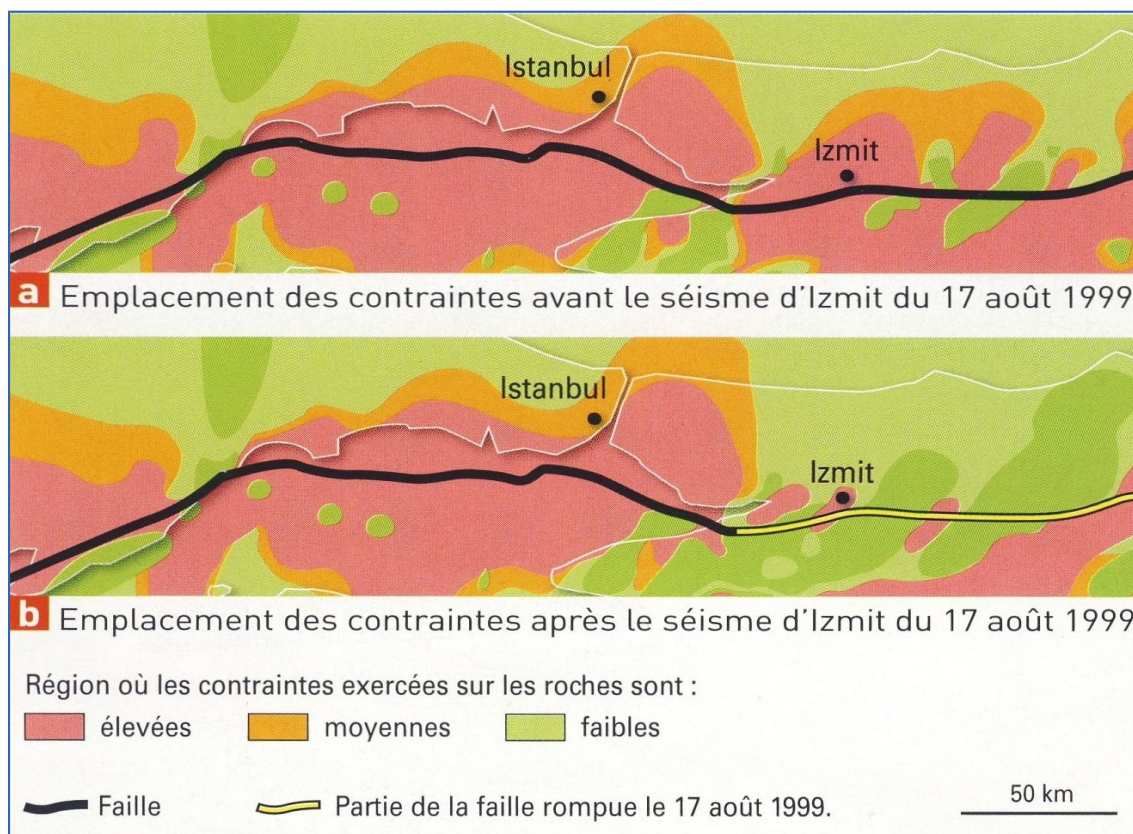 Istanbul
Izmit
a Emplacement des contraintes avant le séisme d'Izmit du 17 août 1999
Istanbul
Izmit
b Emplacement des contraintes après le séisme d'Izmit du 17 août 1999
Région où les contraintes exercées sur les roches sont :
élevées moyennes faibles
Faille Partie de la faille rompue le 17 août 1999. 50 km